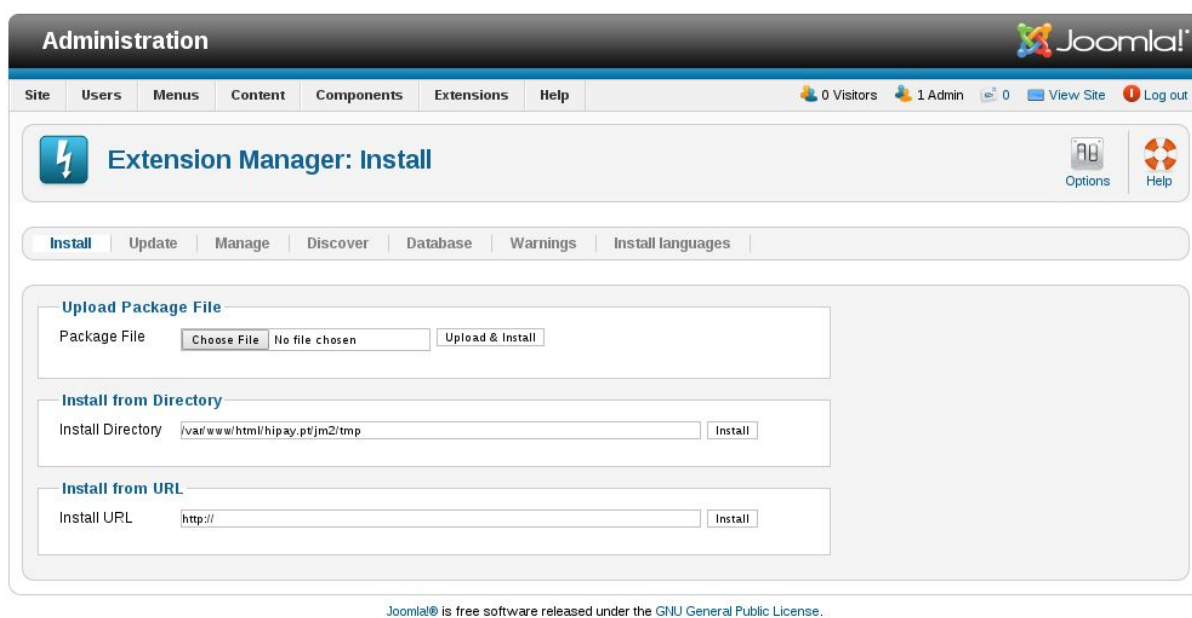 Administration
Joomla!
Site Users Menus Content Components Extensions Help 0 Visitors 1 Admin 0 View Site Log out
Extension Manager: Install
Options
Help
Install Update Manage Discover Database Warnings Install languages
Upload Package File
Package File Choose File No file chosen Upload & Install
Install from Directory
Install Directory /var/www/html/hipay.pt/jm2/tmp Install
Install from URL
Install URL http:// Install
Joomla!® is free software released under the GNU General Public License.